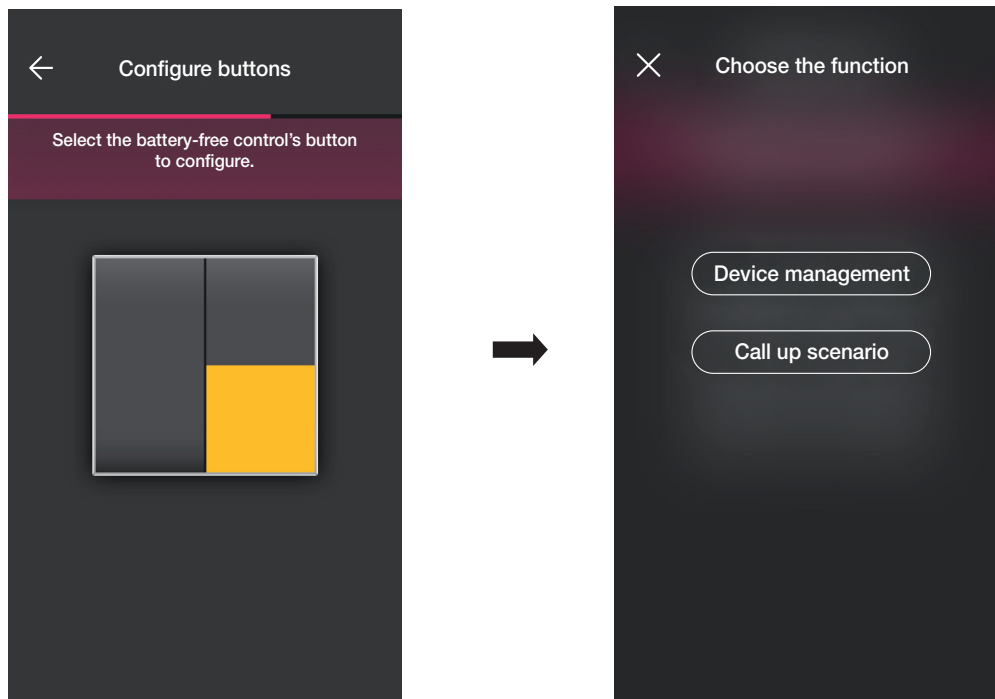 Configure buttons
Select the battery-free control's button
to configure.
Choose the function
Device management
Call up scenario